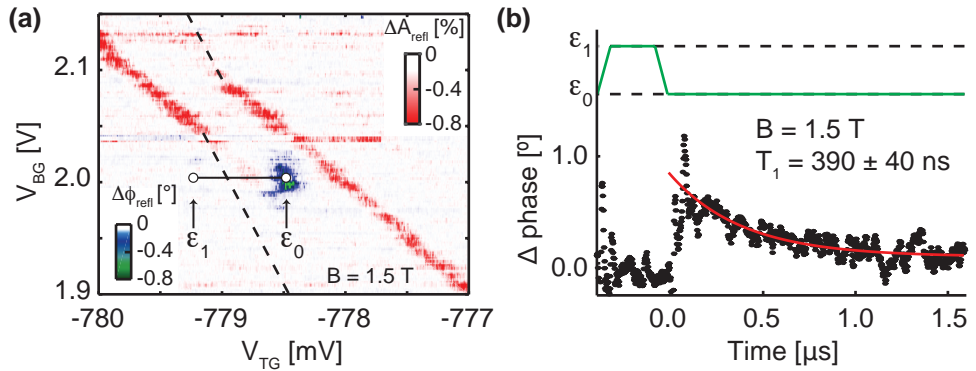 (a)
ΔA_refl [%]
0
-0.4
-0.8
2.1
2.0
1.9
V_BG [V]
Δϕ_refl [°]
0
-0.4
-0.8
ε_1
ε_0
B = 1.5 T
-780
-779
-778
-777
V_TG [mV]
(b)
ε_1
ε_0
B = 1.5 T
T_1 = 390 ± 40 ns
1.0
0.0
Δ phase [º]
0.0
0.5
1.0
1.5
Time [µs]